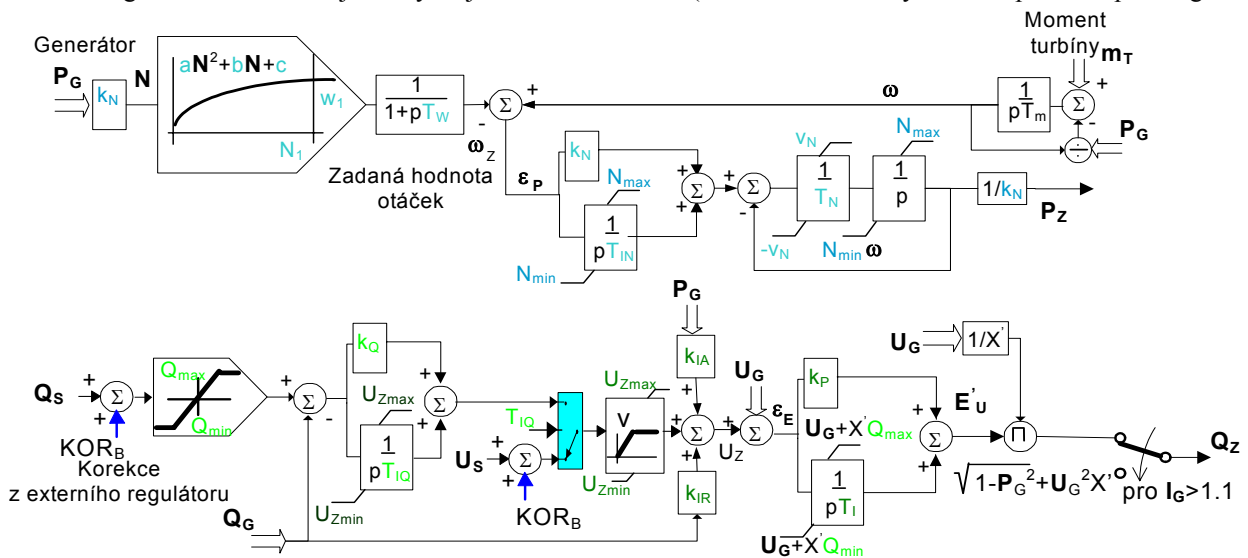 Generátor
P_G
k_N
N
aN²+bN+c
w₁
N₁
1
1+pT_W
-
Σ
+
ω_Z
Zadaná hodnota
otáček
ω
Moment
turbíny
m_T
+
Σ
-
1
pT_m
÷
P_G
ε_P
k_N
N_max
1
pT_IN
N_min
+
Σ
+
+
Σ
-
v_N
1
T_N
-v_N
N_max
1
p
N_min ω
1/k_N
P_Z
Q_S
+
Σ
+
KOR_B
Korekce
z externího regulátoru
Q_max
Q_min
+
Σ
-
k_Q
U_Zmax
1
pT_IQ
U_Zmin
+
Σ
+
Q_G
T_IQ
U_S
+
Σ
+
KOR_B
U_Zmax
V
U_Zmin
P_G
k_IA
+
+
Σ
+
k_IR
+
U_Z
U_G
Σ
ε_E
k_P
U_G+X'Q_max
1
pT_I
U_G+X'Q_min
+
Σ
+
E'_U
U_G
1/X'
Π
√1-P_G²+U_G²X'
pro I_G>1.1
Q_Z